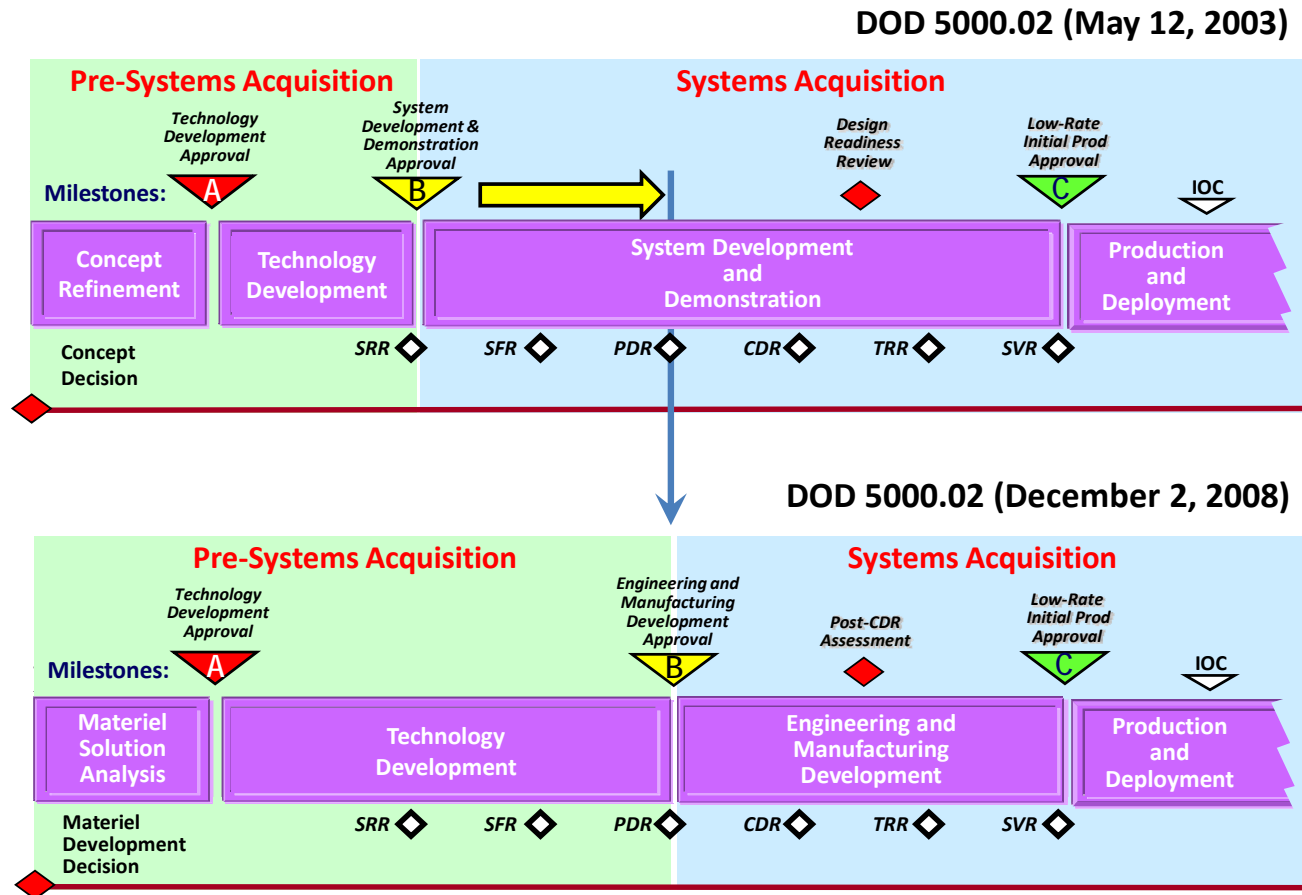 DOD 5000.02 (May 12, 2003)
Pre-Systems Acquisition
Systems Acquisition
Technology
Development
Approval
System
Development &
Demonstration
Approval
Design
Readiness
Review
Low-Rate
Initial Prod
Approval
Milestones:
A
B
C
IOC
Concept
Refinement
Technology
Development
System Development
and
Demonstration
Production
and
Deployment
Concept
Decision
SRR
SFR
PDR
CDR
TRR
SVR
DOD 5000.02 (December 2, 2008)
Pre-Systems Acquisition
Systems Acquisition
Technology
Development
Approval
Engineering and
Manufacturing
Development
Approval
Post-CDR
Assessment
Low-Rate
Initial Prod
Approval
Milestones:
A
B
C
IOC
Materiel
Solution
Analysis
Technology
Development
Engineering and
Manufacturing
Development
Production
and
Deployment
Materiel
Development
Decision
SRR
SFR
PDR
CDR
TRR
SVR